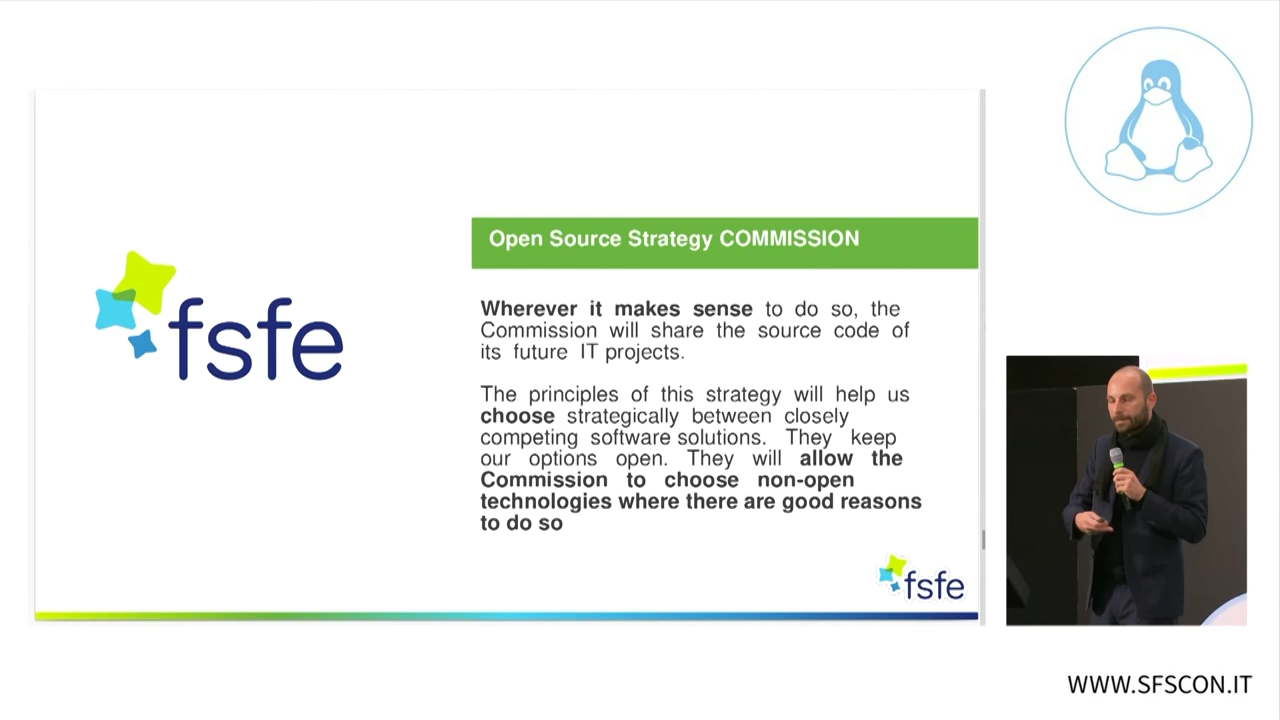 fsfe
Open Source Strategy COMMISSION
Wherever it makes sense to do so, the
Commission will share the source code of
its future IT projects.
The principles of this strategy will help us
choose strategically between closely
competing software solutions. They keep
our options open. They will allow the
Commission to choose non-open
technologies where there are good reasons
to do so
fsfe
WWW.SFSCON.IT